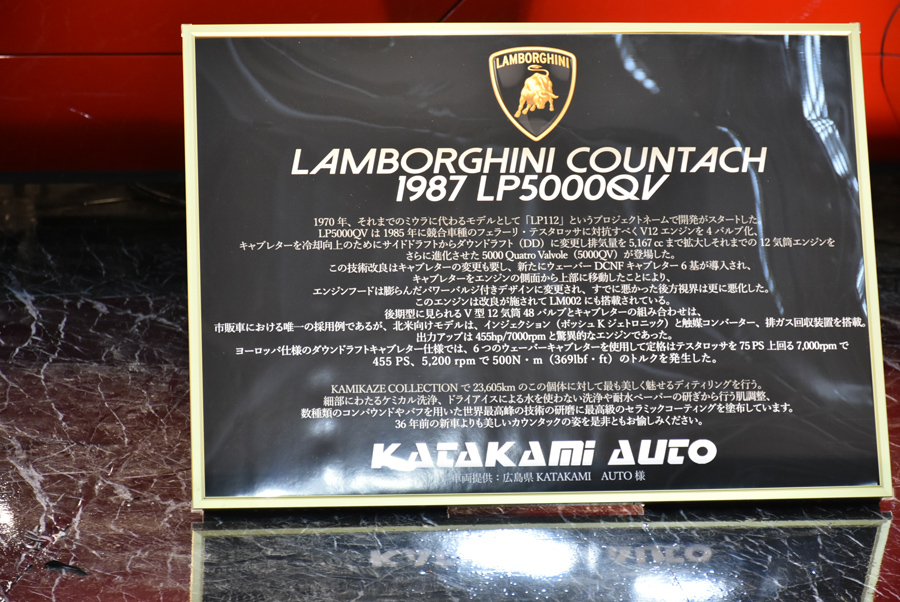 LAMBORGHINI
LAMBORGHINI COUNTACH
1987 LP5000QV
1970 年、それまでのミウラに代わるモデルとして「LP112」というプロジェクトネームで開発がスタートした。
LP5000QV は 1985 年に競合車種のフェラーリ・テスタロッサに対抗すべく V12 エンジンを 4 バルブ化、
キャブレターを冷却向上のためにサイドドラフトからダウンドラフト（DD）に変更し排気量を 5,167 cc まで拡大しそれまでの 12 気筒エンジンを
さらに進化させた 5000 Quatro Valvole（5000QV）が登場した。
この技術改良はキャブレターの変更も要し、新たにウェーバー DCNF キャブレター 6 基が導入され、
キャブレターをエンジンの側面から上部に移動したことにより、
エンジンフードは膨らんだパワーバルジ付きデザインに変更され、すでに悪かった後方視界は更に悪化した。
このエンジンは改良が施されて LM002 にも搭載されている。
後期型に見られる V 型 12 気筒 48 バルブとキャブレターの組み合わせは、
市販車における唯一の採用例であるが、北米向けモデルは、インジェクション（ボッシュ K ジェトロニック）と触媒コンバーター、排ガス回収装置を搭載。
出力アップは 455hp/7000rpm と驚異的なエンジンであった。
ヨーロッパ仕様のダウンドラフトキャブレター仕様では、6 つのウェーバーキャブレターを使用して定格はテスタロッサを 75 PS 上回る 7,000rpm で
455 PS、5,200 rpm で 500N・m（369lbf・ft）のトルクを発生した。
KAMIKAZE COLLECTION で 23,605km のこの個体に対して最も美しく魅せるディティリングを行う。
細部にわたるケミカル洗浄、ドライアイスによる水を使わない洗浄や耐水ペーパーの研ぎから行う肌調整、
数種類のコンパウンドやバフを用いた世界最高峰の技術の研磨に最高級のセラミックコーティングを塗布しています。
36 年前の新車よりも美しいカウンタックの姿を是非ともお愉しみください。
KATAKAMI AUTO
車両提供：広島県 KATAKAMI AUTO 様